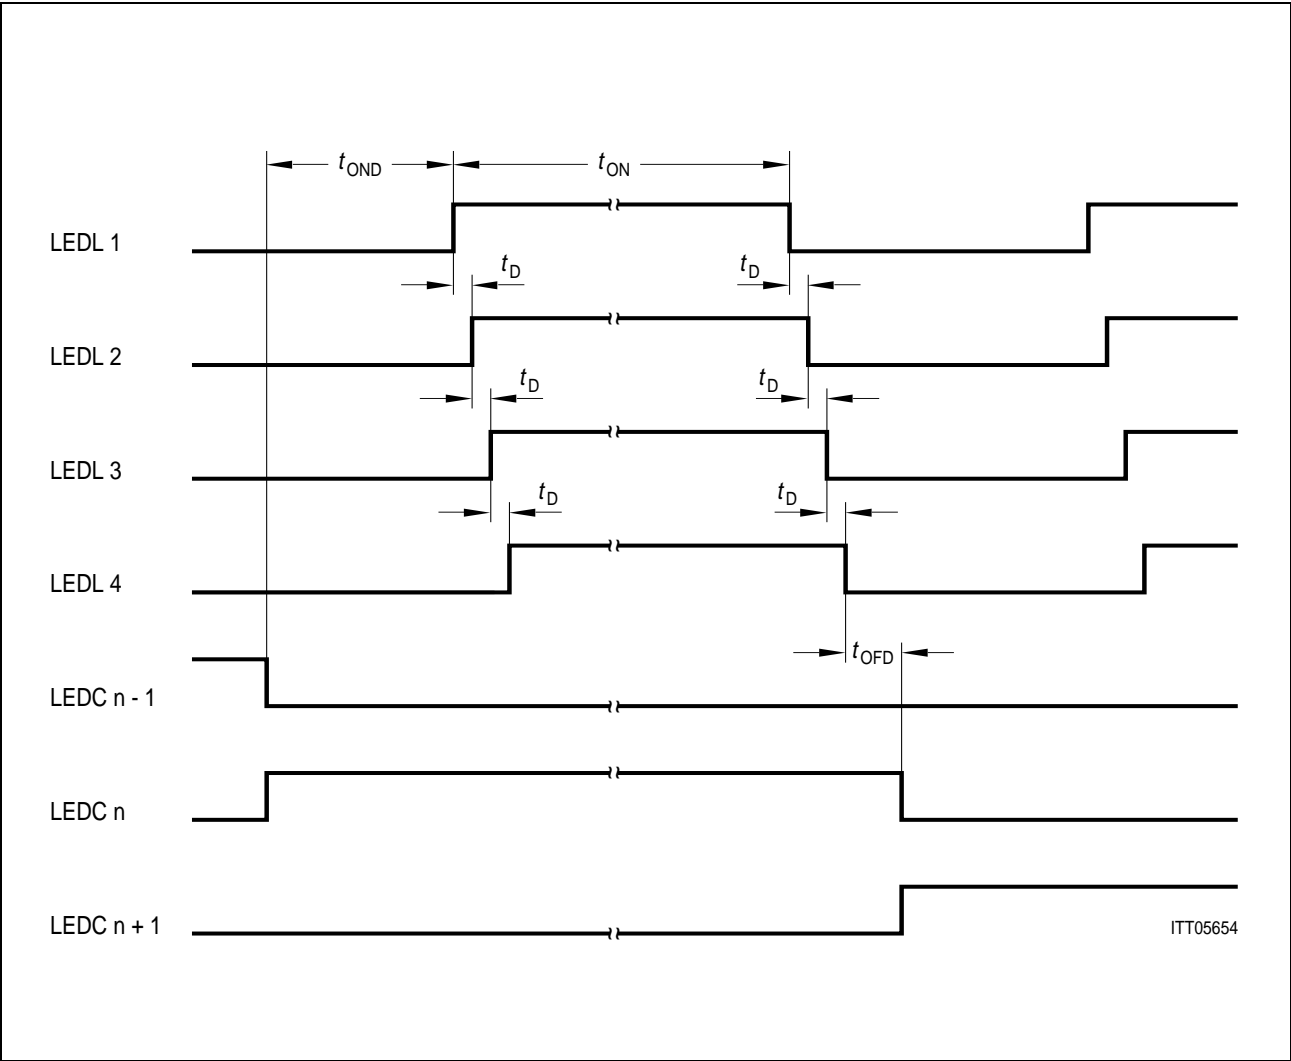 tOND tON
LEDL 1
tD tD
LEDL 2
tD tD
LEDL 3
tD tD
LEDL 4
tOFD
LEDC n - 1
LEDC n
LEDC n + 1
ITT05654